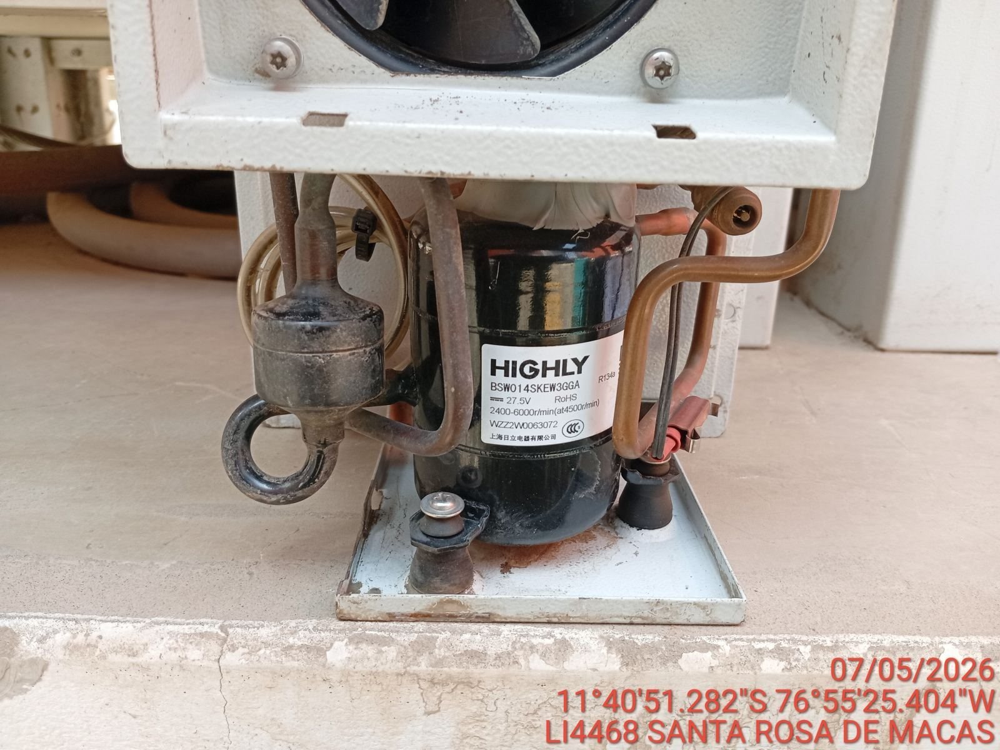 HIGHLY
BSW014SKEW3GGA
R134a
27.5V RoHS
2400-6000r/min(at4500r/min)
WZZ2W0063072
CCC S
上海日立电器有限公司
07/05/2026
11°40'51.282"S 76°55'25.404"W
LI4468 SANTA ROSA DE MACAS